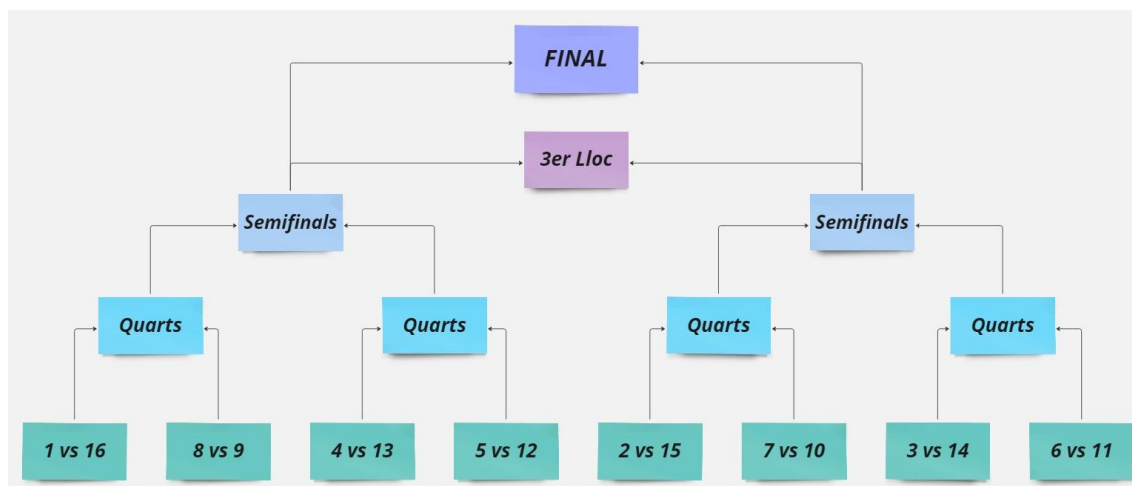 FINAL
3er Lloc
Semifinals
Semifinals
Quarts
Quarts
Quarts
Quarts
1 vs 16
8 vs 9
4 vs 13
5 vs 12
2 vs 15
7 vs 10
3 vs 14
6 vs 11